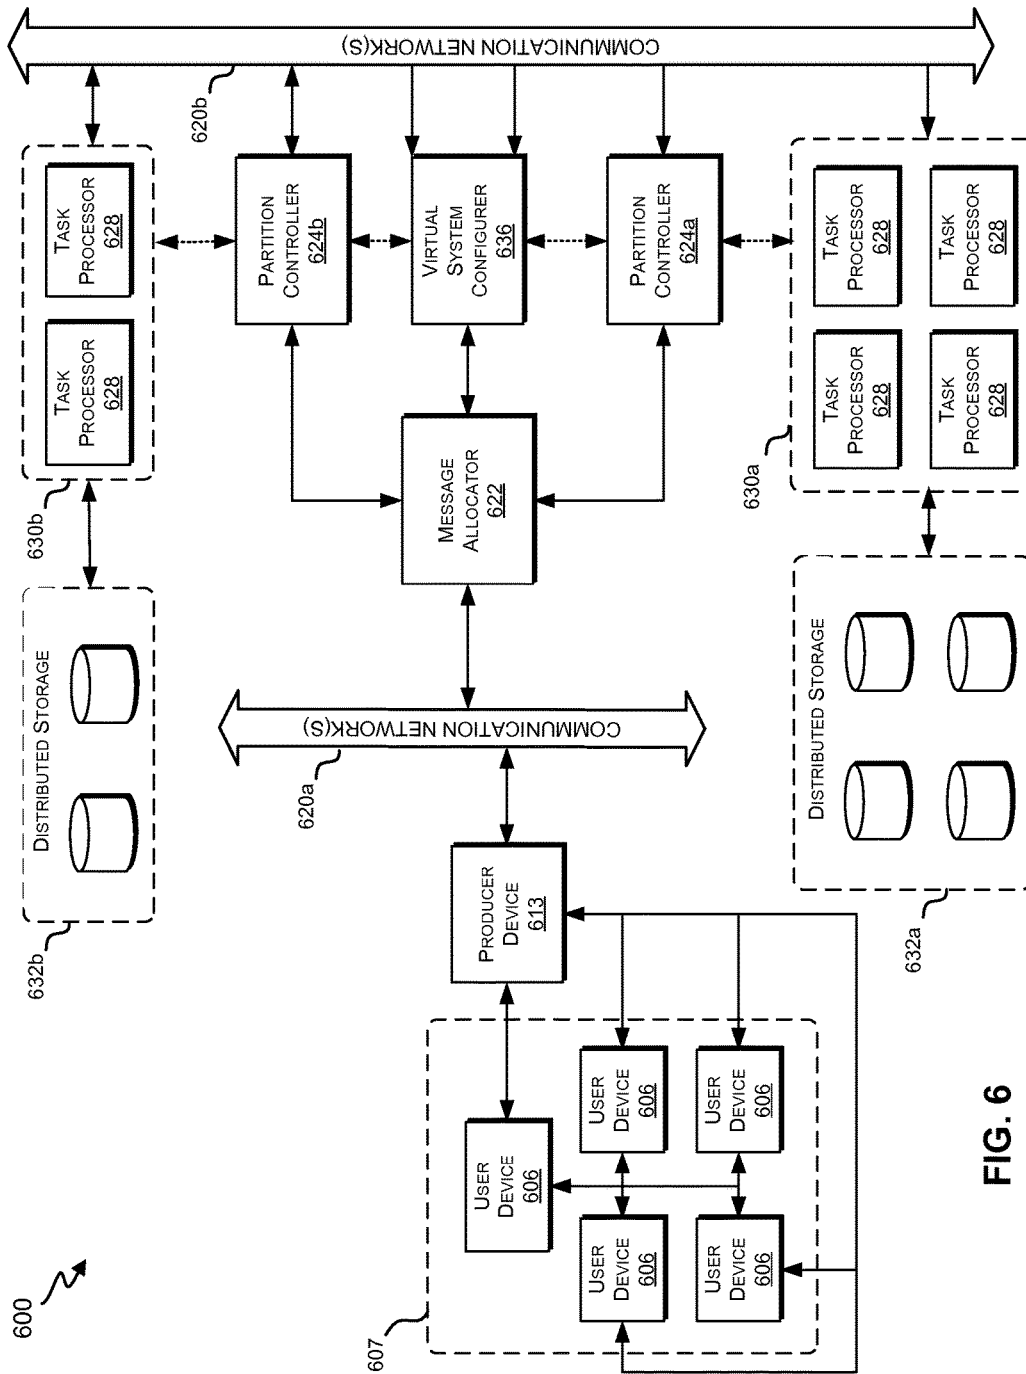 600
607
USER
DEVICE
606
USER
DEVICE
606
USER
DEVICE
606
USER
DEVICE
606
USER
DEVICE
606
PRODUCER
DEVICE
613
620a
COMMUNICATION NETWORK(S)
MESSAGE
ALLOCATOR
622
632b
DISTRIBUTED STORAGE
630b
TASK
PROCESSOR
628
TASK
PROCESSOR
628
PARTITION
CONTROLLER
624b
VIRTUAL
SYSTEM
CONFIGURER
636
PARTITION
CONTROLLER
624a
620b
COMMUNICATION NETWORK(S)
632a
DISTRIBUTED STORAGE
630a
TASK
PROCESSOR
628
TASK
PROCESSOR
628
TASK
PROCESSOR
628
TASK
PROCESSOR
628
FIG. 6